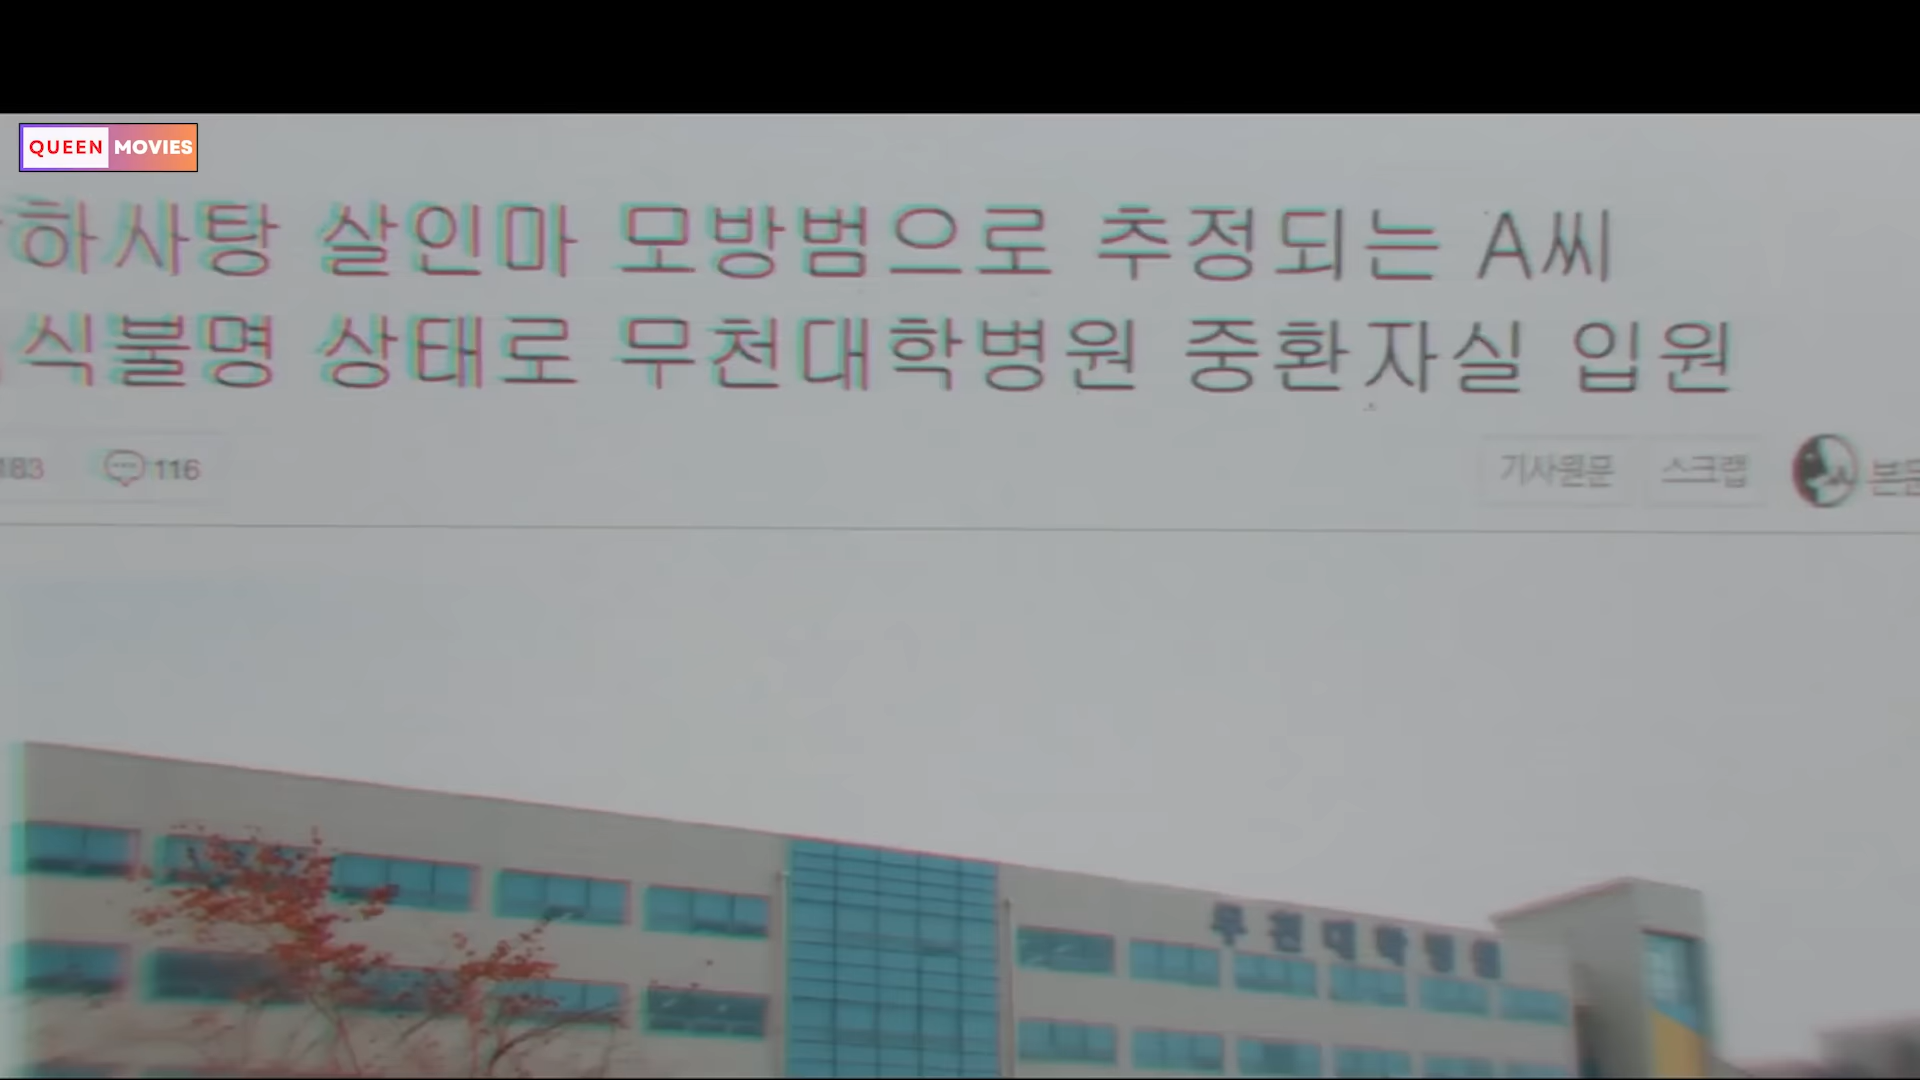 QUEEN MOVIES
하사탕 살인마 모방범으로 추정되는 A씨
식불명 상태로 무천대학병원 중환자실 입원
183 116 기사원문 스크랩
무천대학병원